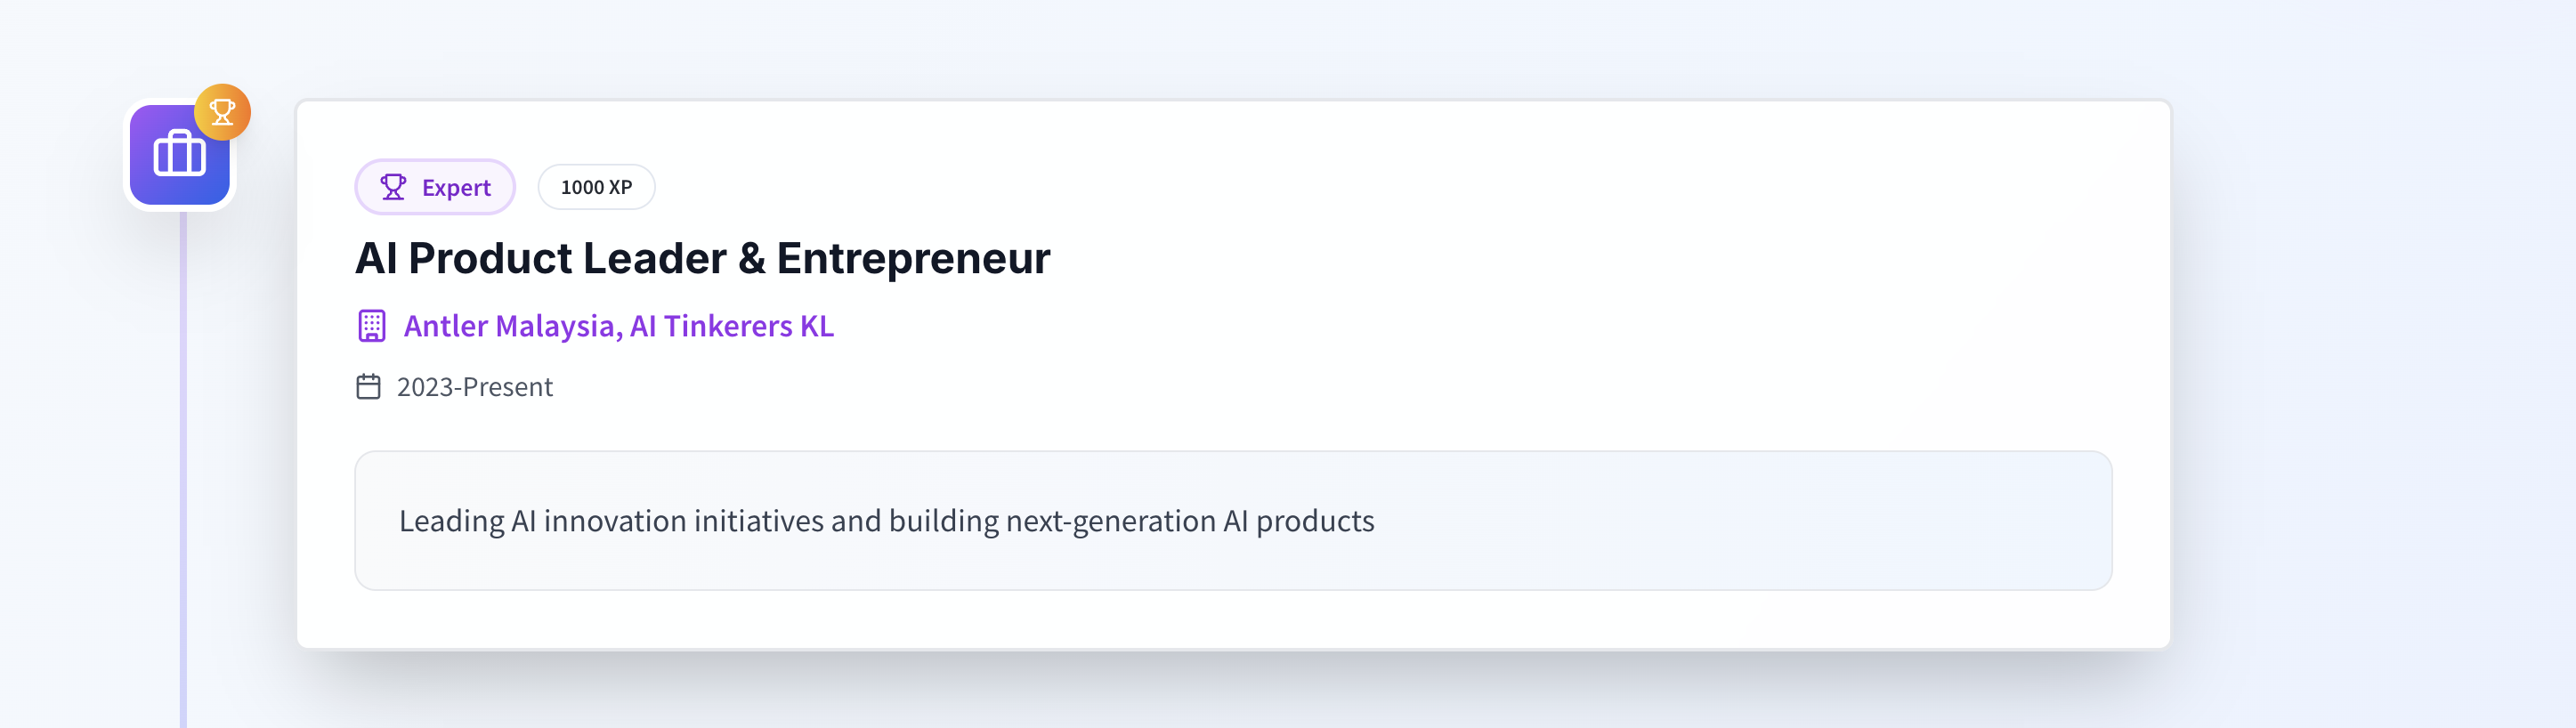 Expert
1000 XP
AI Product Leader & Entrepreneur
Antler Malaysia, AI Tinkerers KL
2023-Present
Leading AI innovation initiatives and building next-generation AI products